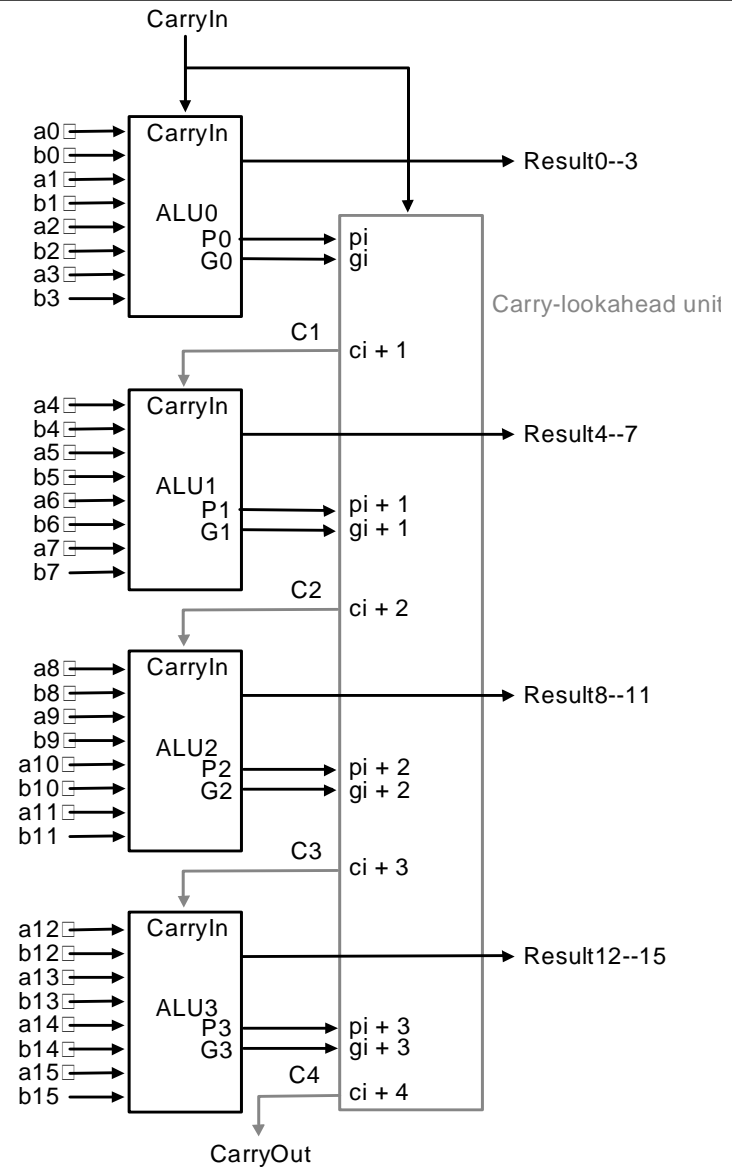 CarryIn
a0
b0
a1
b1
a2
b2
a3
b3
CarryIn
ALU0
P0
G0
pi
gi
Result0--3
Carry-lookahead unit
C1
ci + 1
a4
b4
a5
b5
a6
b6
a7
b7
CarryIn
ALU1
P1
G1
pi + 1
gi + 1
Result4--7
C2
ci + 2
a8
b8
a9
b9
a10
b10
a11
b11
CarryIn
ALU2
P2
G2
pi + 2
gi + 2
Result8--11
C3
ci + 3
a12
b12
a13
b13
a14
b14
a15
b15
CarryIn
ALU3
P3
G3
pi + 3
gi + 3
Result12--15
C4
ci + 4
CarryOut